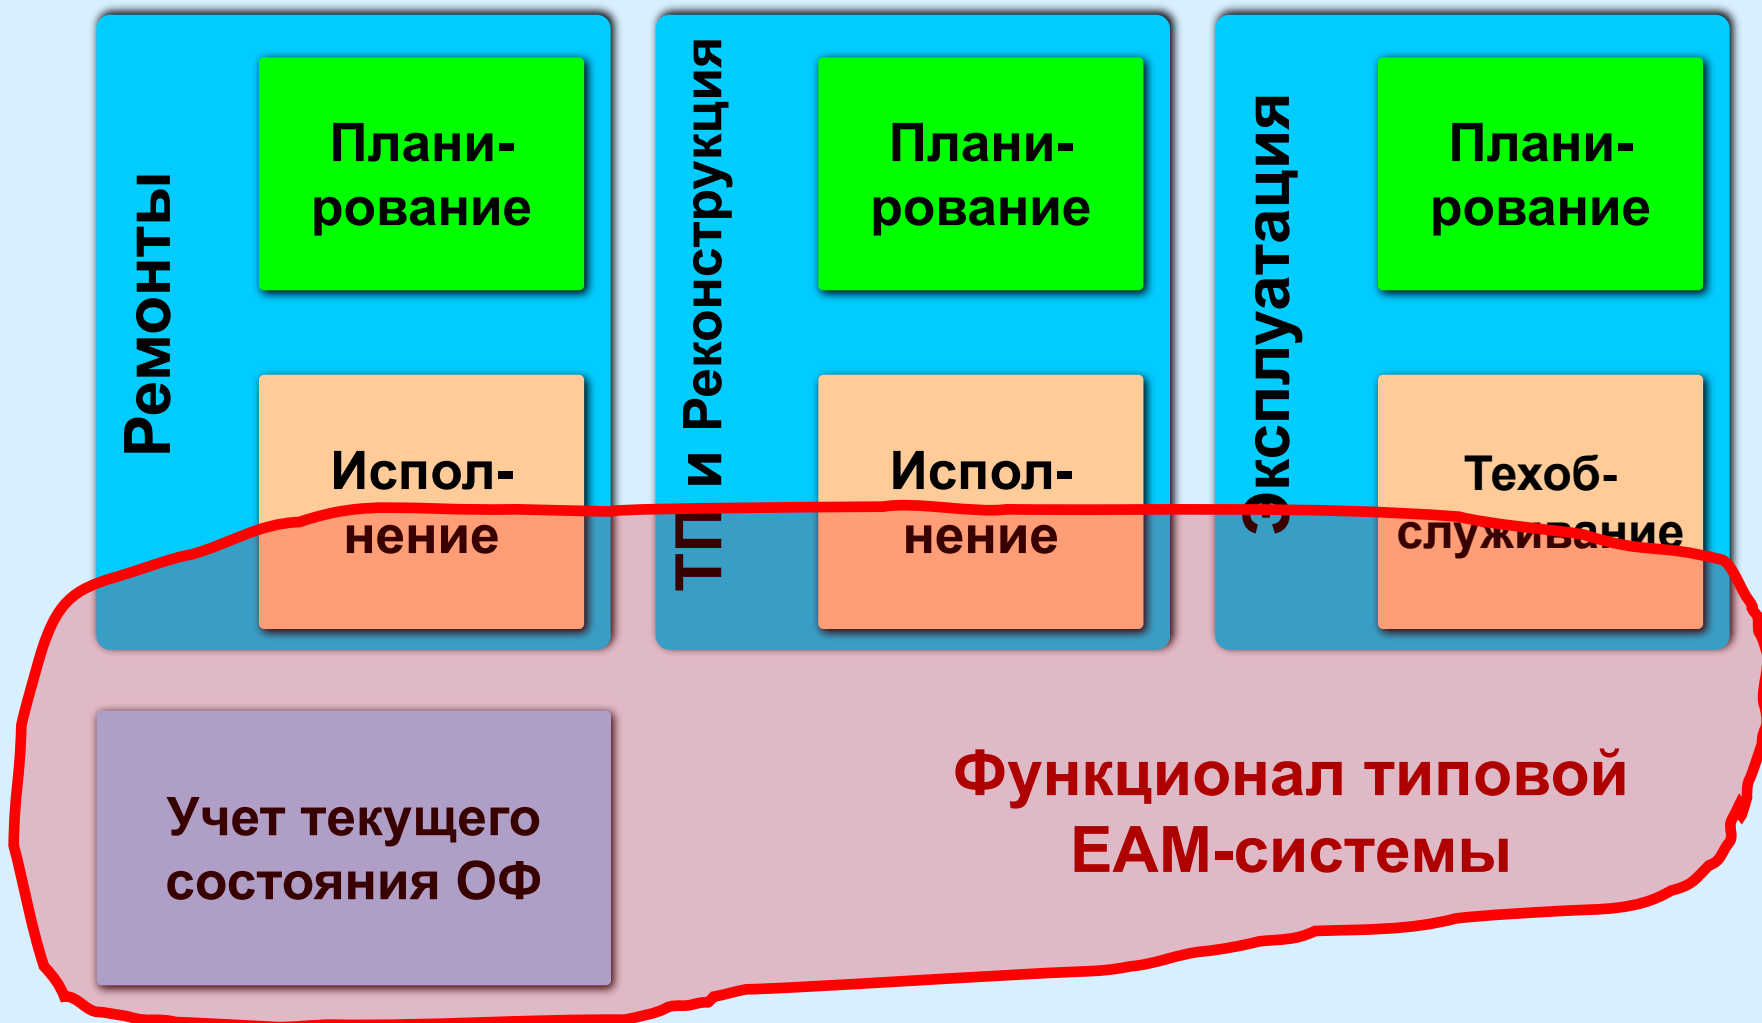 Ремонты
Плани-
рование
Испол-
нение
ТП и Реконструкция
Плани-
рование
Испол-
нение
Эксплуатация
Плани-
рование
Техоб-
служивание
Учет текущего
состояния ОФ
Функционал типовой
ЕАМ-системы